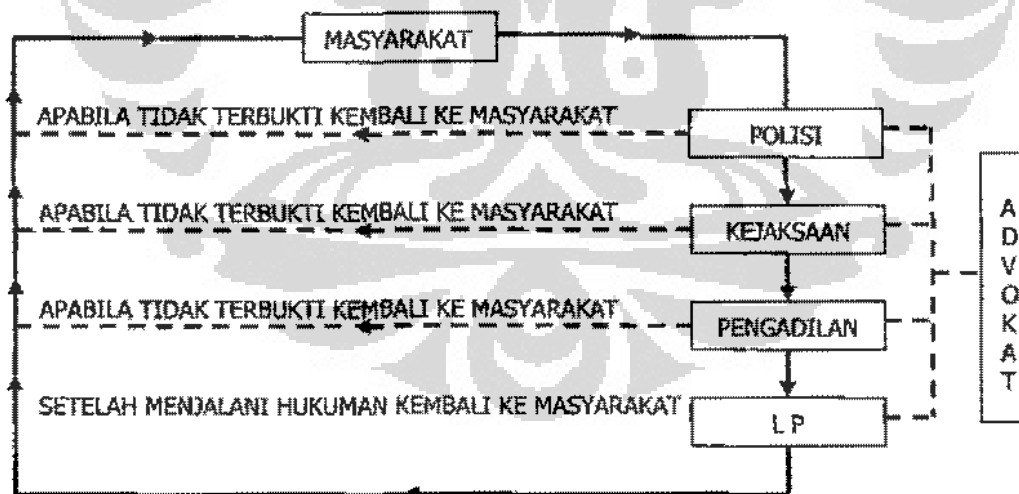 MASYARAKAT
APABILA TIDAK TERBUKTI KEMBALI KE MASYARAKAT
POLISI
APABILA TIDAK TERBUKTI KEMBALI KE MASYARAKAT
KEJAKSAAN
APABILA TIDAK TERBUKTI KEMBALI KE MASYARAKAT
PENGADILAN
SETELAH MENJALANI HUKUMAN KEMBALI KE MASYARAKAT
L P
ADVOKAT